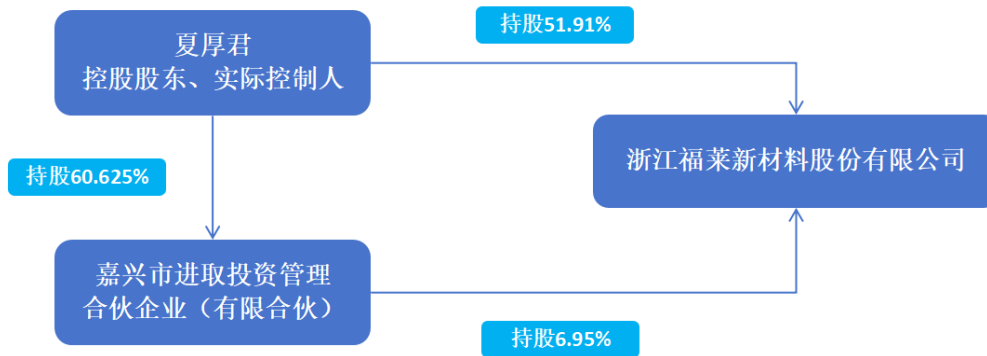 持股51.91%
夏厚君
控股股东、实际控制人
浙江福莱新材料股份有限公司
持股60.625%
嘉兴市进取投资管理
合伙企业（有限合伙）
持股6.95%